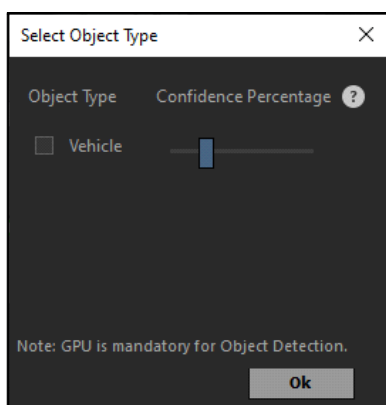 Select Object Type
Object Type Confidence Percentage ?
Vehicle
Note: GPU is mandatory for Object Detection.
Ok